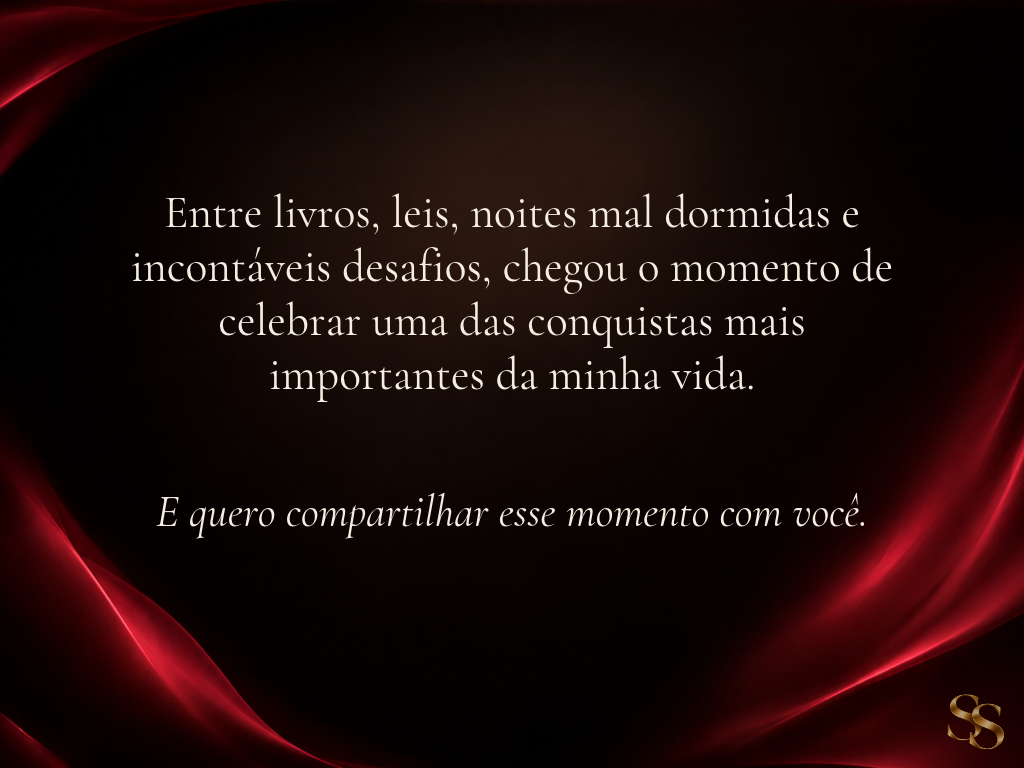 Entre livros, leis, noites mal dormidas e
incontáveis desafios, chegou o momento de
celebrar uma das conquistas mais
importantes da minha vida.
E quero compartilhar esse momento com você.
SS